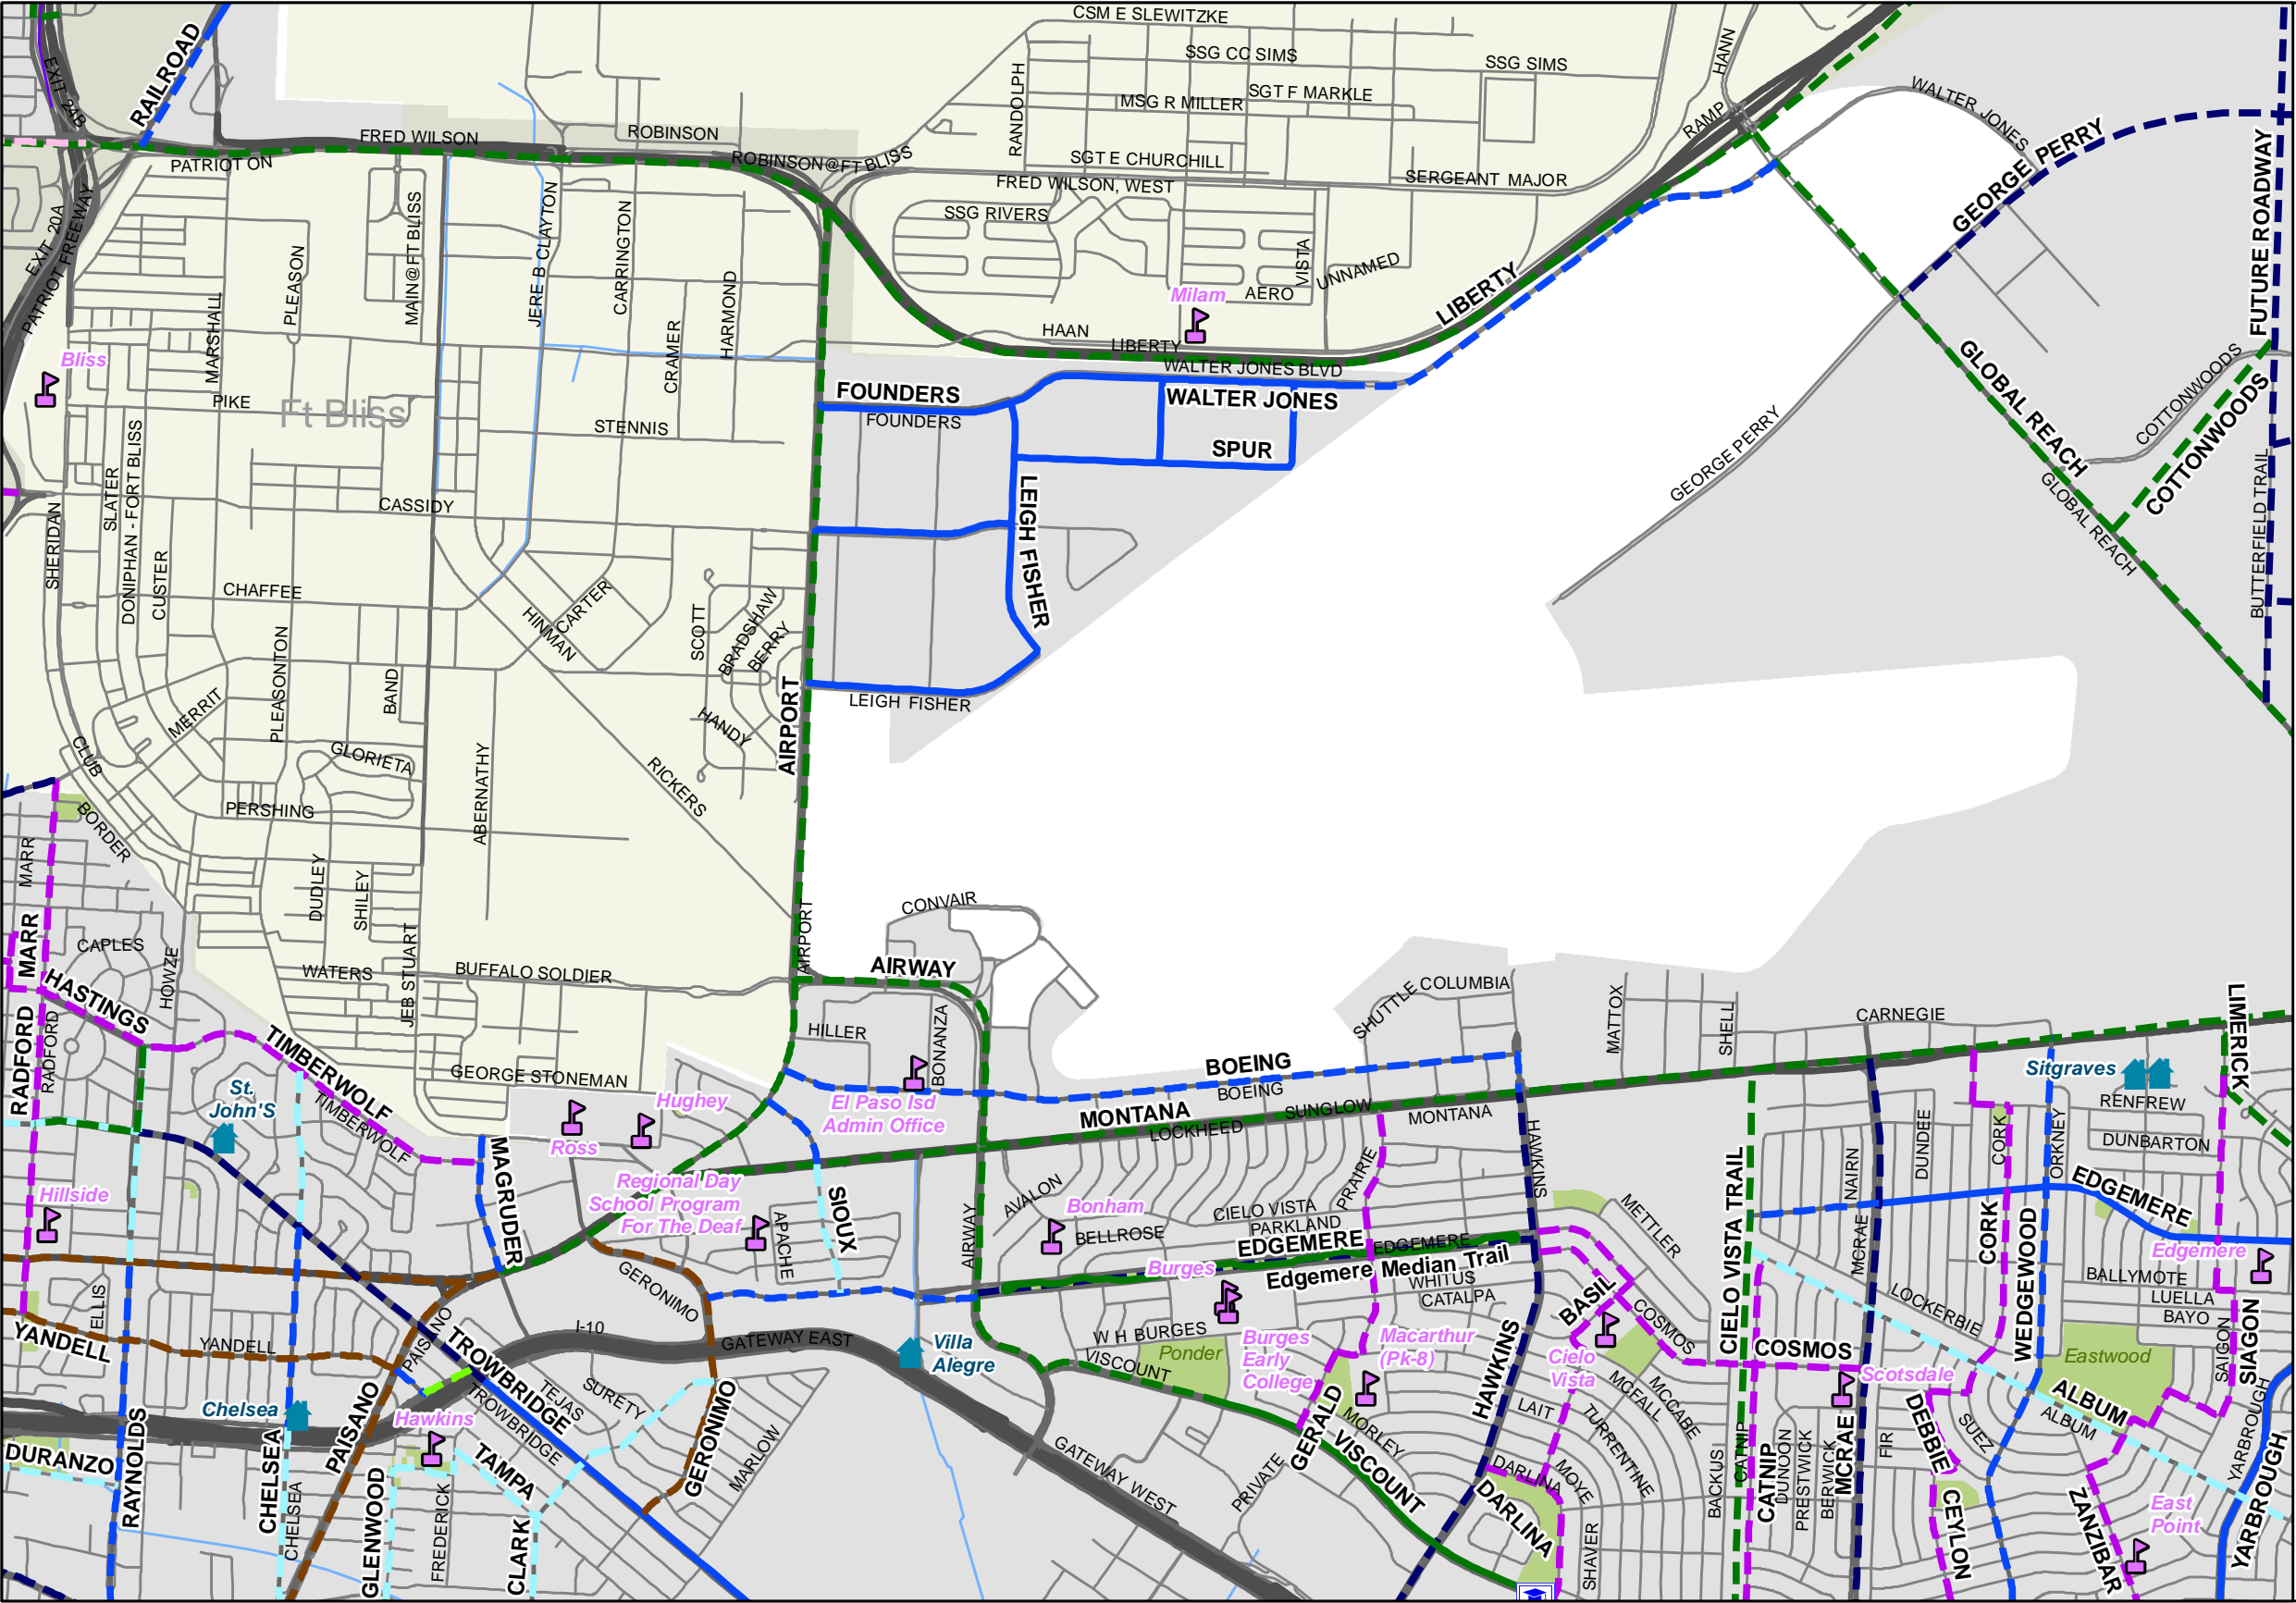 CSM E SLEWITZKE
SSG CC SIMS
SSG SIMS
HANN
RAILROAD
EXIT 24B
RANDOLPH
SGT F MARKLE
MSG R MILLER
RAMP
WALTER JONES
FRED WILSON
ROBINSON
PATRIOT ON
ROBINSON@FT BLISS
SGT E CHURCHILL
FRED WILSON, WEST
SERGEANT MAJOR
GEORGE PERRY
FUTURE ROADWAY
EXIT 20A
PATRIOT FREEWAY
MAIN@FT BLISS
JERE B CLAYTON
CARRINGTON
SSG RIVERS
PLEASON
HARMOND
VISTA
UNNAMED
AERO
Milam
LIBERTY
MARSHALL
CRAMER
HAAN
LIBERTY
WALTER JONES BLVD
Bliss
PIKE
Ft Bliss
STENNIS
FOUNDERS
FOUNDERS
WALTER JONES
SPUR
GLOBAL REACH
COTTONWOODS
COTTONWOODS
GEORGE PERRY
GLOBAL REACH
BUTTERFIELD TRAIL
SLATER
DONIPHAN - FORT BLISS
CASSIDY
LEIGH FISHER
SHERIDAN
CUSTER
CHAFFEE
HINMAN
CARTER
SCOTT
BRADSHAW
BERRY
PLEASONTON
BAND
MERRIT
HANDY
AIRPORT
LEIGH FISHER
CLUB
GLORIETA
ABERNATHY
RICKERS
PERSHING
BORDER
MARR
DUDLEY
SHILEY
MARR
CAPLES
HOWZE
WATERS
JEB STUART
BUFFALO SOLDIER
AIRPORT
CONVAIR
AIRWAY
HASTINGS
RADFORD
RADFORD
TIMBERWOLF
TIMBERWOLF
HILLER
BONANZA
SHUTTLE
COLUMBIA
MATTOX
SHELL
CARNEGIE
LIMERICK
GEORGE STONEMAN
BOEING
BOEING
St.
John'S
Hughey
Ross
El Paso Isd
Admin Office
MONTANA
SUNGLOW
MONTANA
LOCKHEED
Sitgraves
RENFREW
DUNBARTON
MAGRUDER
Hillside
Regional Day
School Program
For The Deaf
APACHE
SIOUX
AVALON
AIRWAY
Bonham
BELLROSE
CIELO VISTA
PARKLAND
PRAIRIE
HAWKINS
METTLER
CIELO VISTA TRAIL
NAIRN
MCRAE
DUNDEE
CORK
CORK
ORKNEY
EDGEMERE
Edgemere
EDGEMERE
EDGEMERE
Edgemere Median Trail
Burges
WHITUS
CATALPA
WEDGEWOOD
BALLYMOTE
LUELLA
BAYO
ELLIS
YANDELL
YANDELL
PAISANO
GERONIMO
I-10
GATEWAY EAST
Villa
Alegre
W H BURGES
VISCOUNT
Ponder
Burges
Early
College
Macarthur
(Pk-8)
BASIL
COSMOS
Cielo
Vista
COSMOS
Scotsdale
LOCKERBIE
Eastwood
SAIGON
SIAGON
TROWBRIDGE
TROWBRIDGE
TEJAS
SURETY
Chelsea
Hawkins
TAMPA
GERONIMO
MARLOW
GATEWAY WEST
PRIVATE
GERALD
MORLEY
VISCOUNT
HAWKINS
LAIT
MCFALL
MCCABE
TURRENTINE
DARLINA
MOYE
DARLINA
SHAVER
BACKUS
CATNIP
CATNIP
DUNON
PRESTWICK
BERWICK
MCRAE
FIR
DEBBIE
SUEZ
CEYLON
ALBUM
ALBUM
ZANZIBAR
East
Point
YARBROUGH
YARBROUGH
DURANZO
RAYNOLDS
CHELSEA
CHELSEA
PAISANO
GLENWOOD
FREDERICK
CLARK